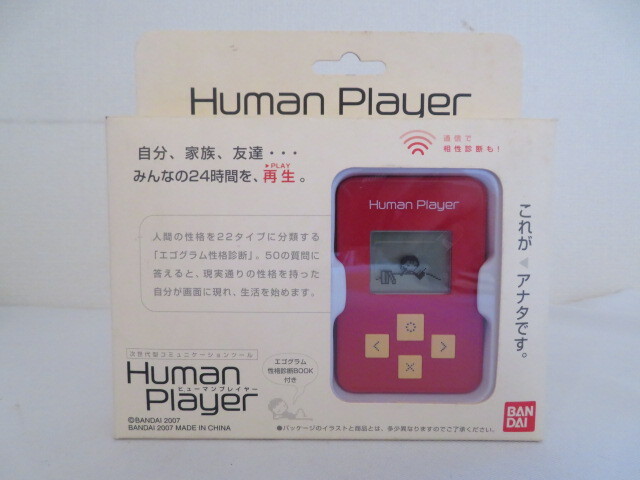 Human Player
通信で
相性診断も!
自分、家族、友達・・・
▶PLAY
みんなの24時間を、再生。
Human Player
これが◀アナタです。
人間の性格を22タイプに分類する
「エゴグラム性格診断」。50の質問に
答えると、現実通りの性格を持った
自分が画面に現れ、生活を始めます。
次世代型コミュニケーションツール
Human
ヒューマンプレイヤー
Player
エゴグラム
性格診断BOOK
付き
©BANDAI 2007
BANDAI 2007 MADE IN CHINA
●パッケージのイラストと商品とは、多少異なりますのでご了承ください。
BAN
DAI